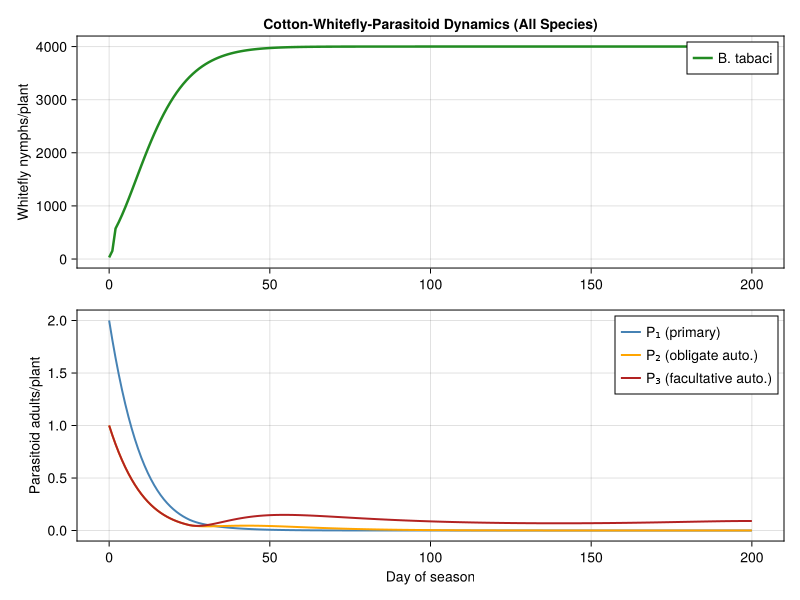 Cotton-Whitefly-Parasitoid Dynamics (All Species)
Whitefly nymphs/plant
4000
3000
2000
1000
0
B. tabaci
0 50 100 150 200
Parasitoid adults/plant
2.0
1.5
1.0
0.5
0.0
P₁ (primary)
P₂ (obligate auto.)
P₃ (facultative auto.)
0 50 100 150 200
Day of season